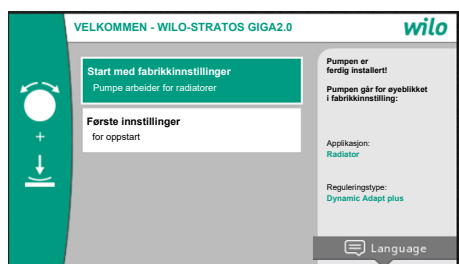 VELKOMMEN - WILO-STRATOS GIGA2.0
wilo
Start med fabrikkinnstillinger
Pumpe arbeider for radiatorer
Første innstillinger
for oppstart
Pumpen er
ferdig installert!
Pumpen går for øyeblikket
i fabrikkinnstilling:
Applikasjon:
Radiator
Reguleringstype:
Dynamic Adapt plus
+
Language